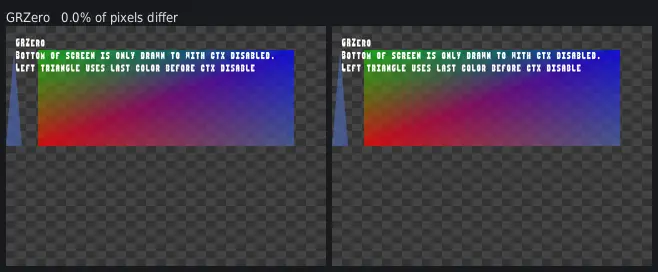 GRZero 0.0% of pixels differ
GRZERO
BOTTOM OF SCREEN IS ONLY DRAWN TO WITH CTX DISABLED.
LEFT TRIANGLE USES LAST COLOR BEFORE CTX DISABLE
GRZERO
BOTTOM OF SCREEN IS ONLY DRAWN TO WITH CTX DISABLED.
LEFT TRIANGLE USES LAST COLOR BEFORE CTX DISABLE